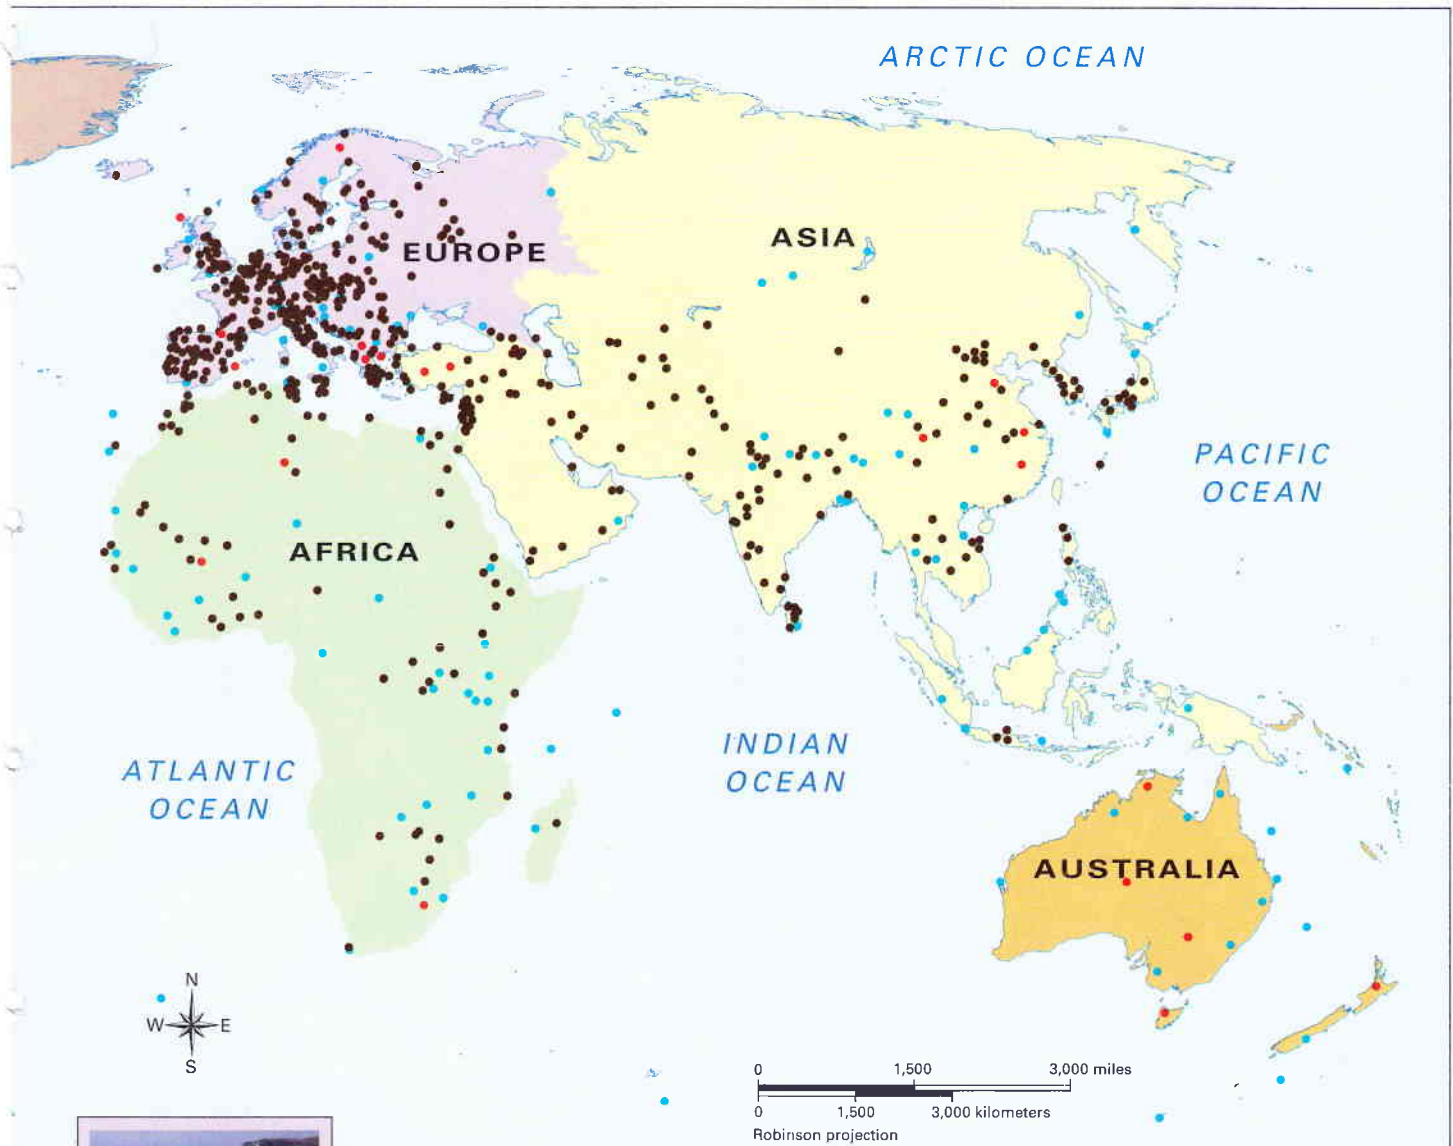 ARCTIC OCEAN
EUROPE
ASIA
PACIFIC
OCEAN
AFRICA
INDIAN
OCEAN
ATLANTIC
OCEAN
AUSTRALIA
N
W E
S
0 1,500 3,000 miles
0 1,500 3,000 kilometers
Robinson projection